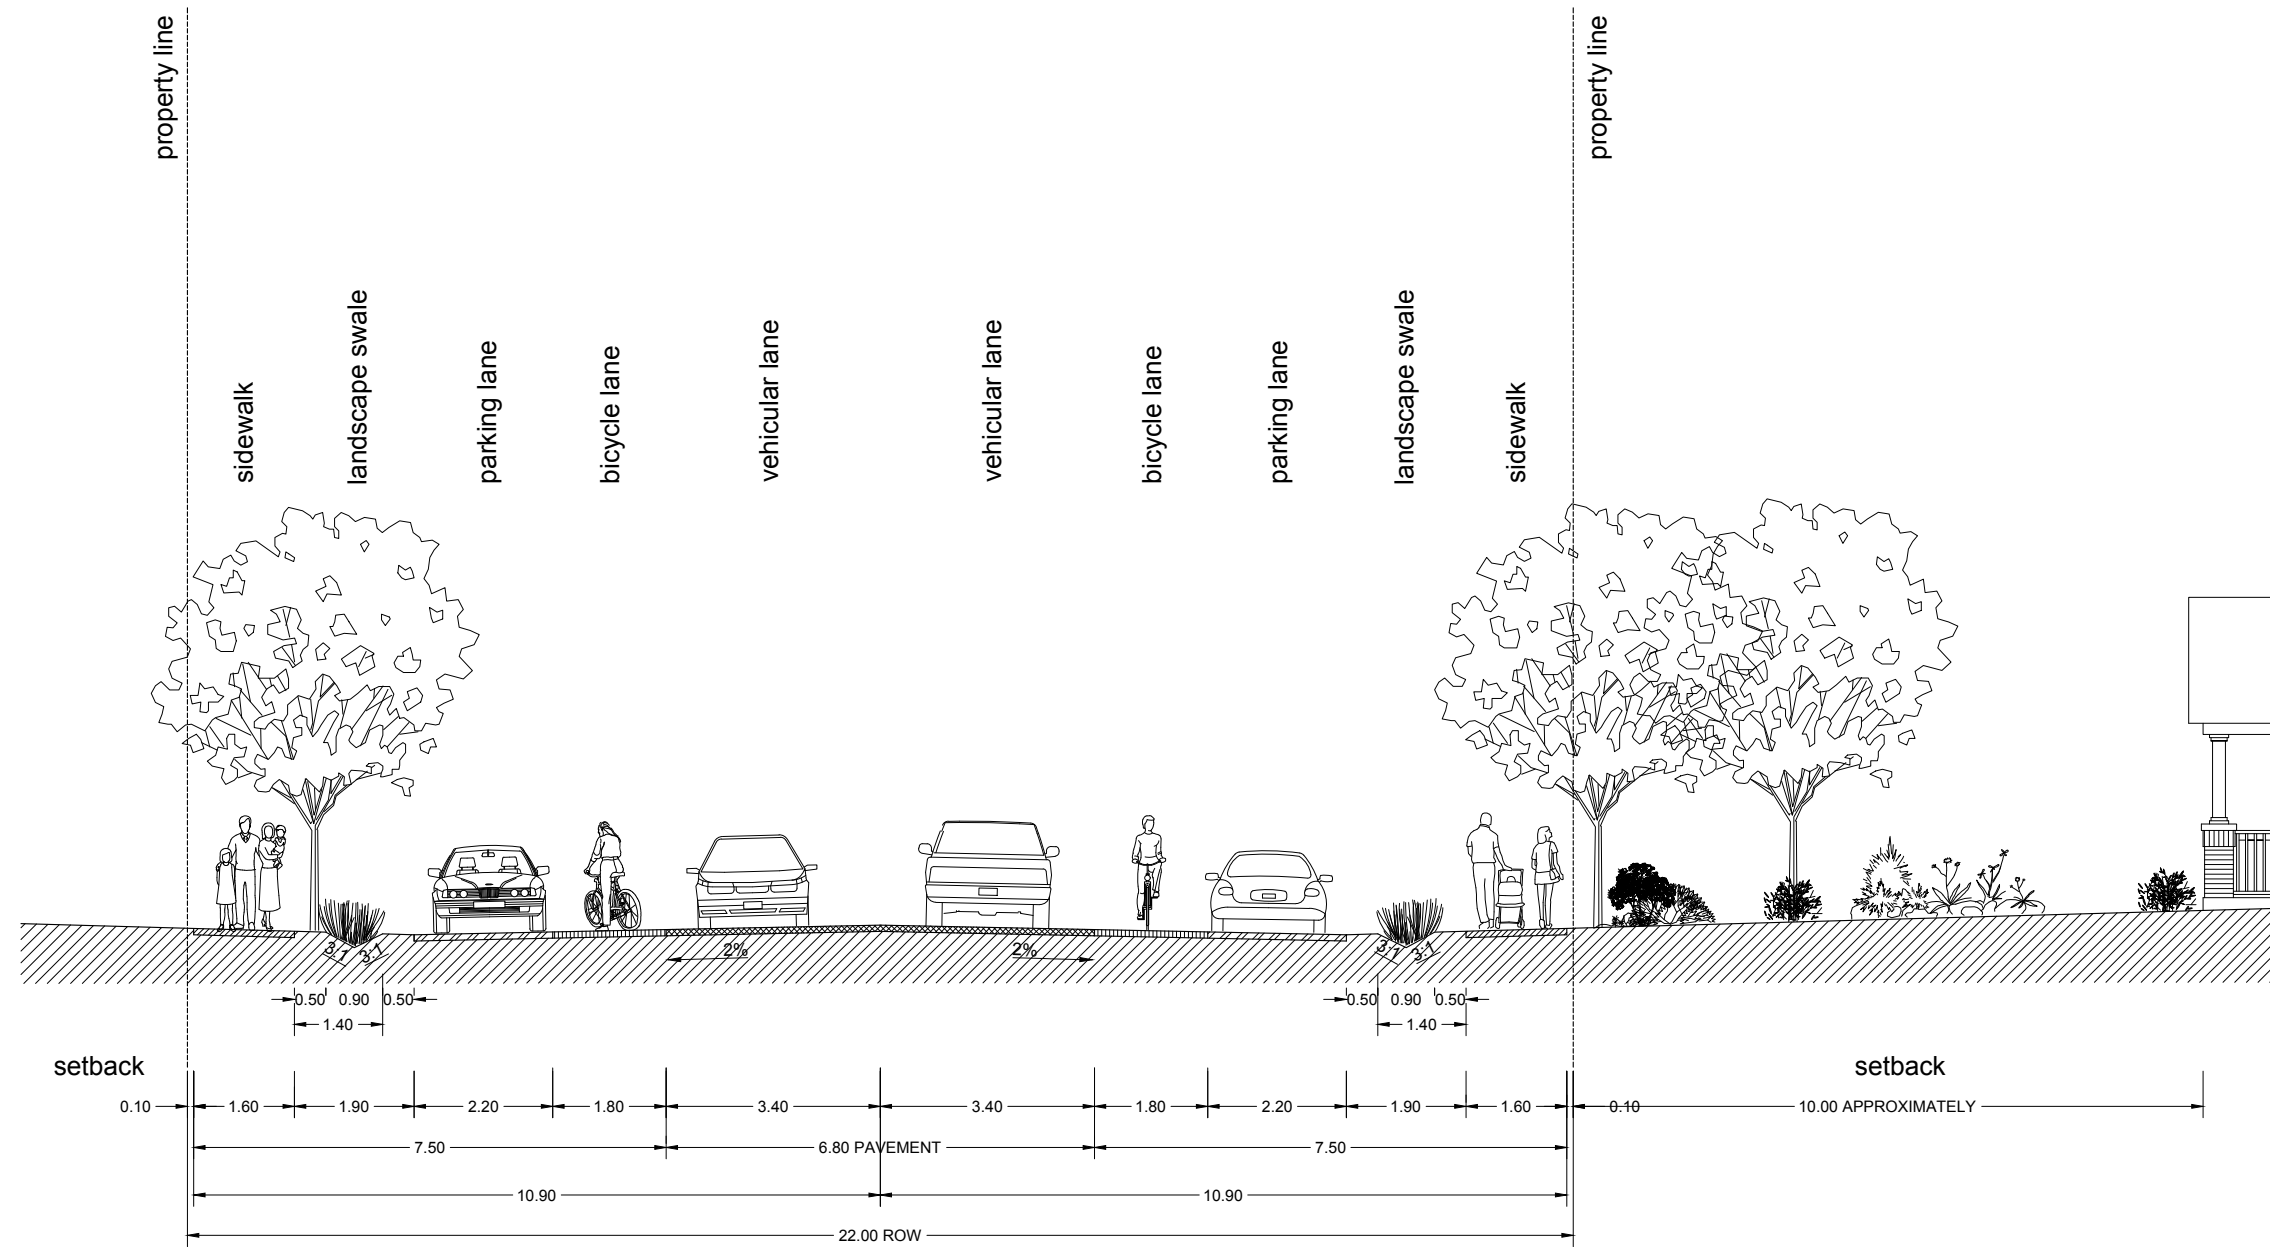 property line
property line
sidewalk
landscape swale
parking lane
bicycle lane
vehicular lane
vehicular lane
bicycle lane
parking lane
landscape swale
sidewalk
3:1 3:1
2%
2%
3:1 3:1
0.50 0.90 0.50
0.50 0.90 0.50
1.40
1.40
setback
setback
0.10 1.60 1.90 2.20 1.80 3.40 3.40 1.80 2.20 1.90 1.60 0.10 10.00 APPROXIMATELY
7.50 6.80 PAVEMENT 7.50
10.90 10.90
22.00 ROW